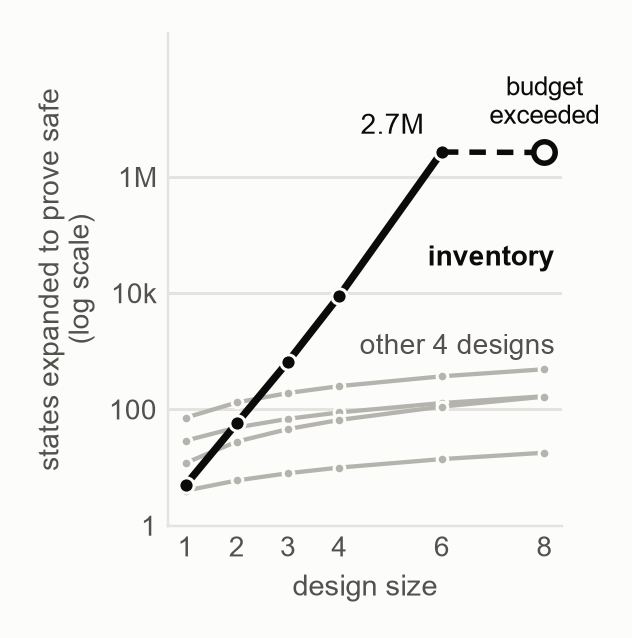 budget
exceeded
2.7M
states expanded to prove safe
(log scale)
1M
inventory
10k
other 4 designs
100
1
1 2 3 4 6 8
design size